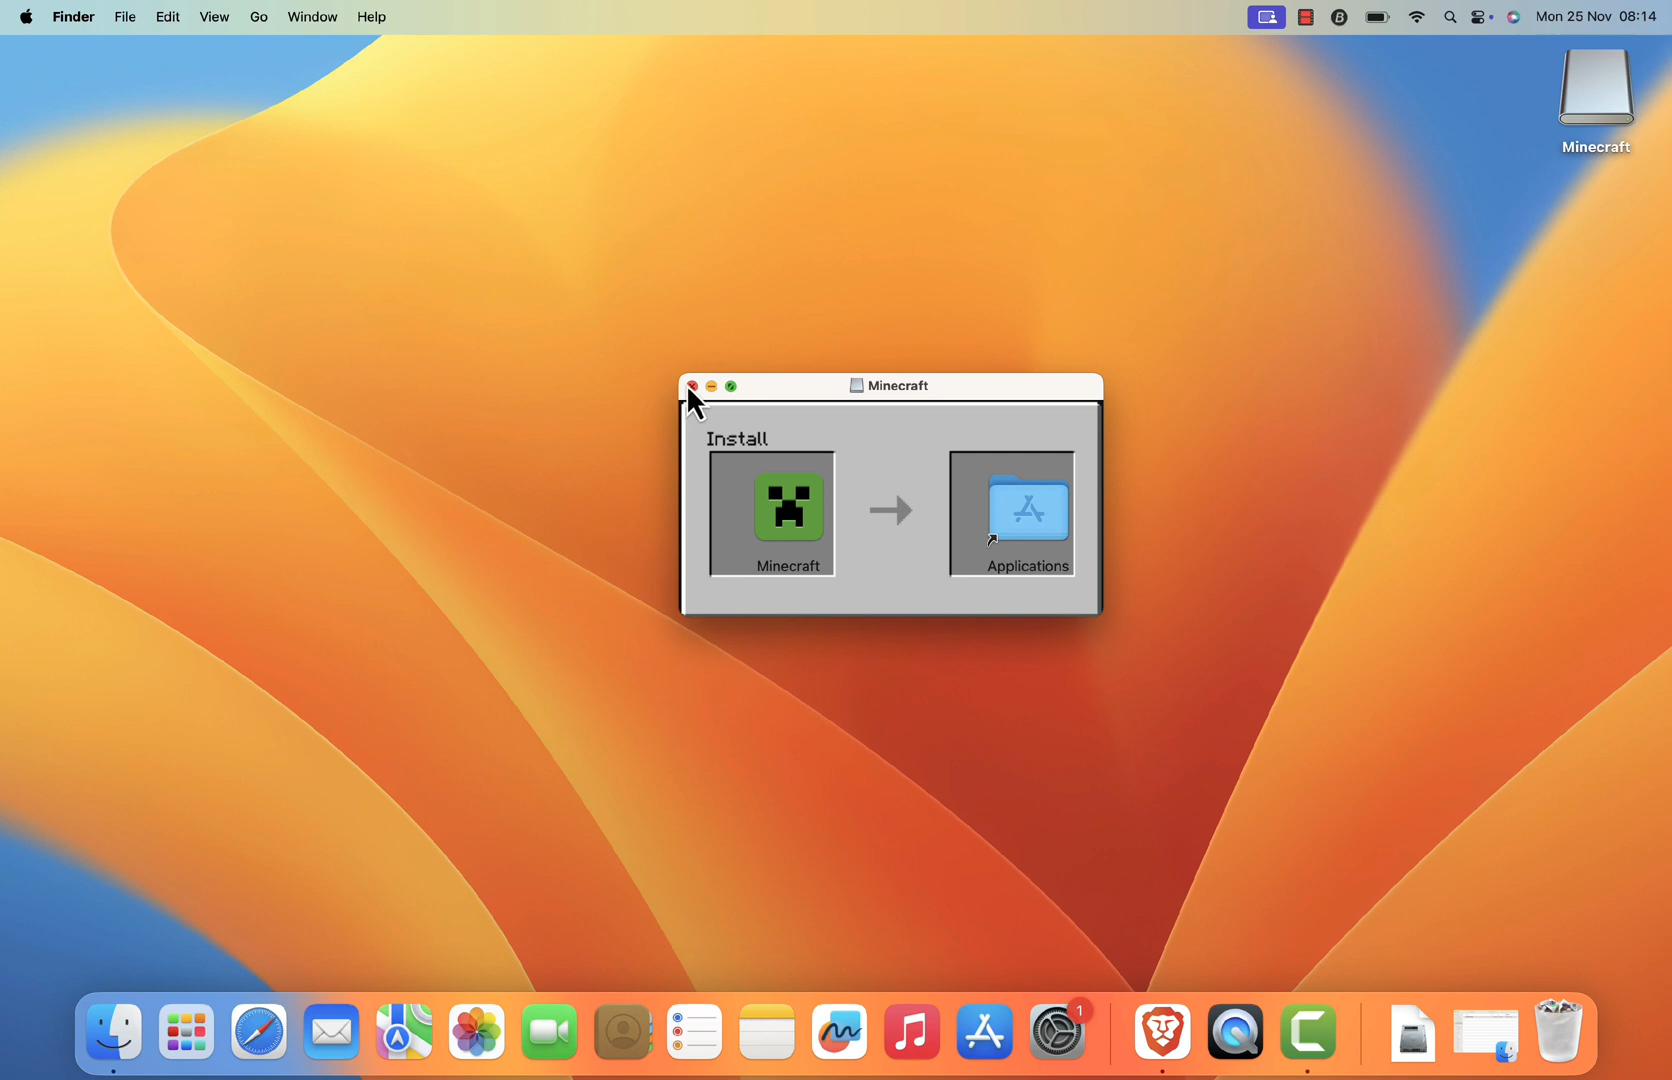 Finder File Edit View Go Window Help Mon 25 Nov 08:14
Minecraft
Minecraft
Install
Minecraft Applications
1